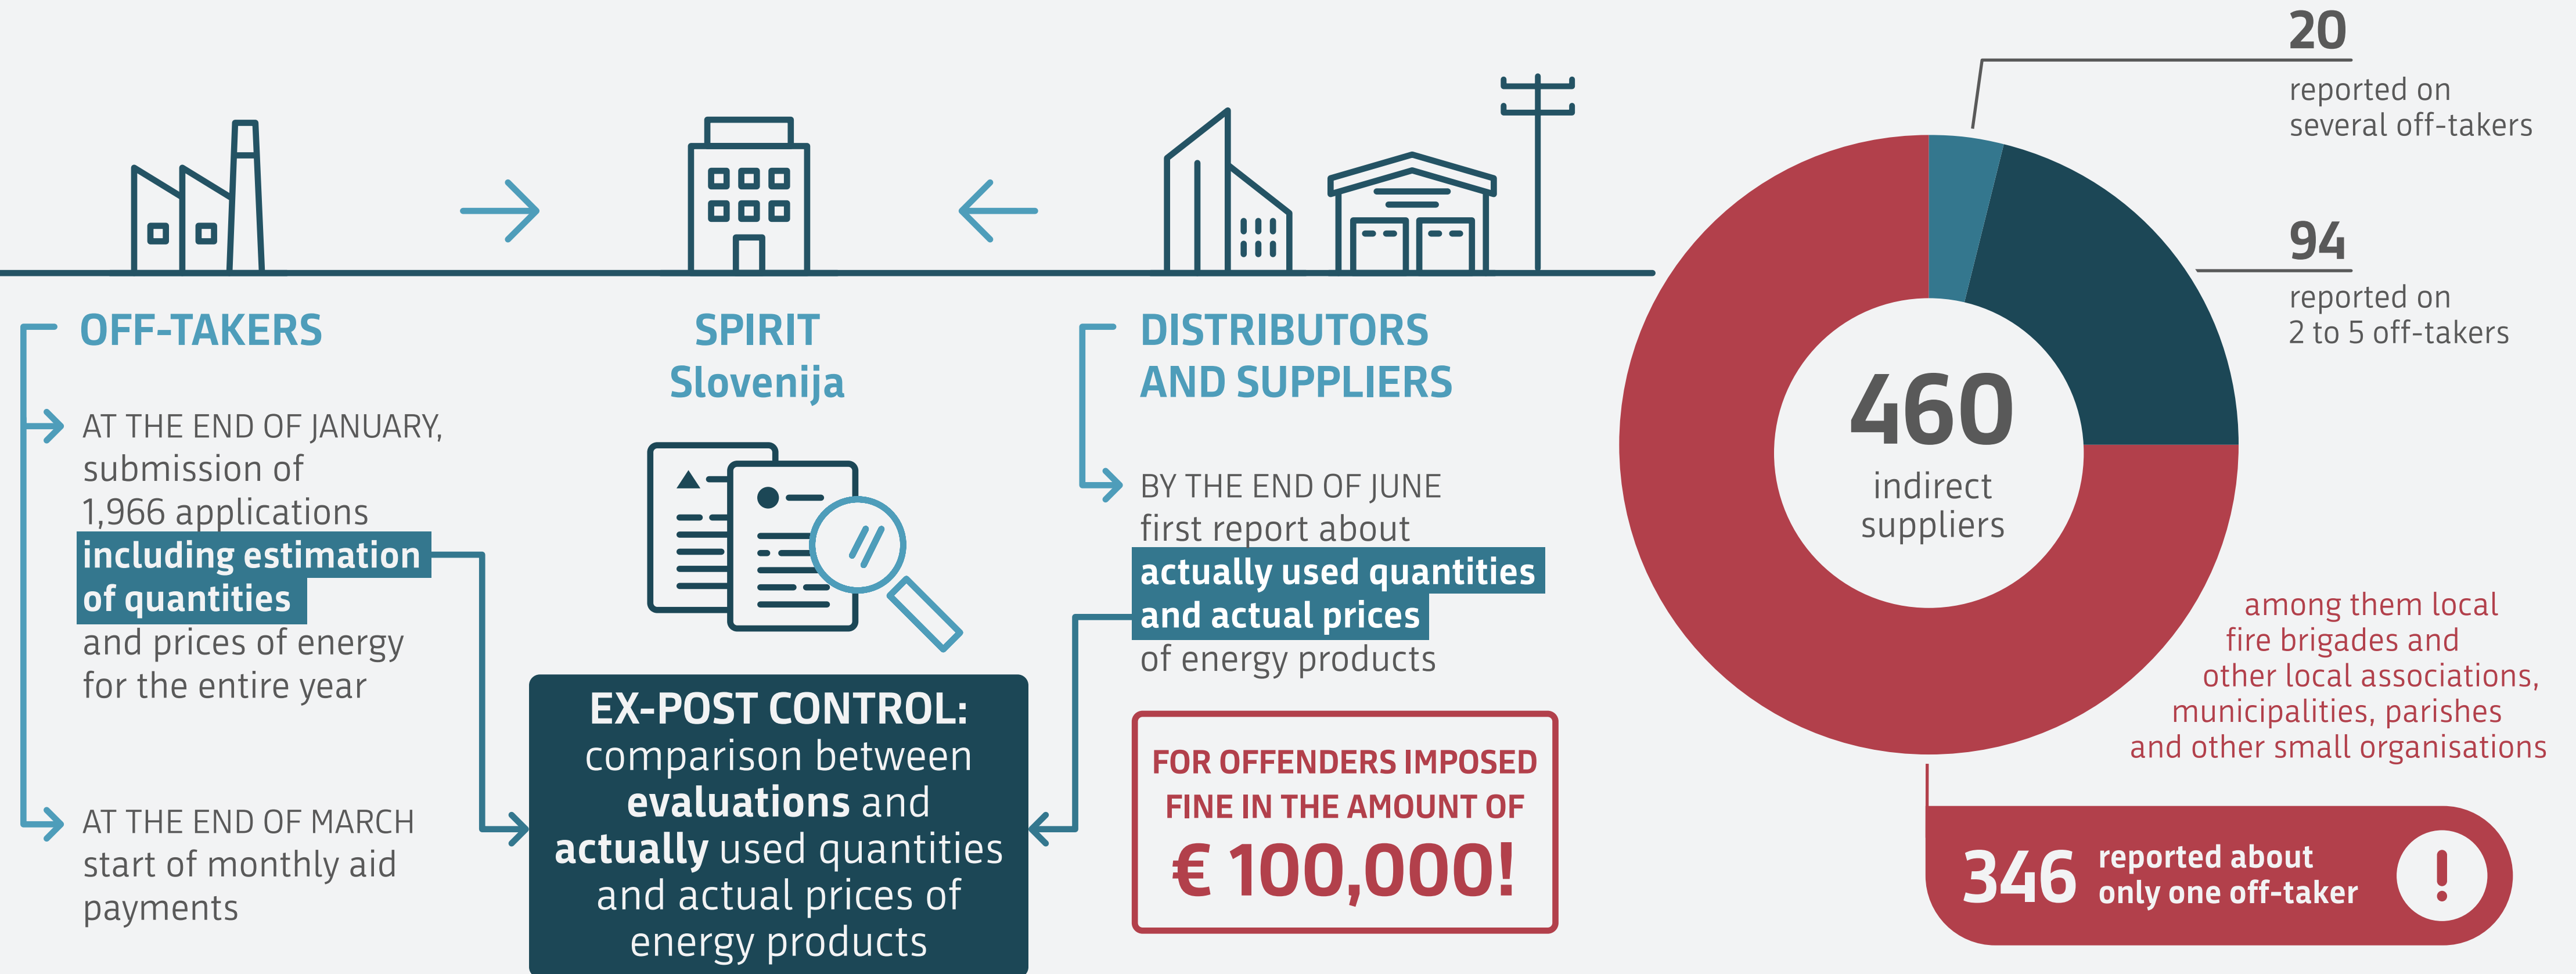 OFF-TAKERS
AT THE END OF JANUARY,
submission of
1,966 applications
including estimation
of quantities
and prices of energy
for the entire year
AT THE END OF MARCH
start of monthly aid
payments
SPIRIT
Slovenija
EX-POST CONTROL:
comparison between
evaluations and
actually used quantities
and actual prices of
energy products
DISTRIBUTORS
AND SUPPLIERS
BY THE END OF JUNE
first report about
actually used quantities
and actual prices
of energy products
FOR OFFENDERS IMPOSED
FINE IN THE AMOUNT OF
€ 100,000!
20
reported on
several off-takers
94
reported on
2 to 5 off-takers
460
indirect
suppliers
among them local
fire brigades and
other local associations,
municipalities, parishes
and other small organisations
346
reported about
only one off-taker
!